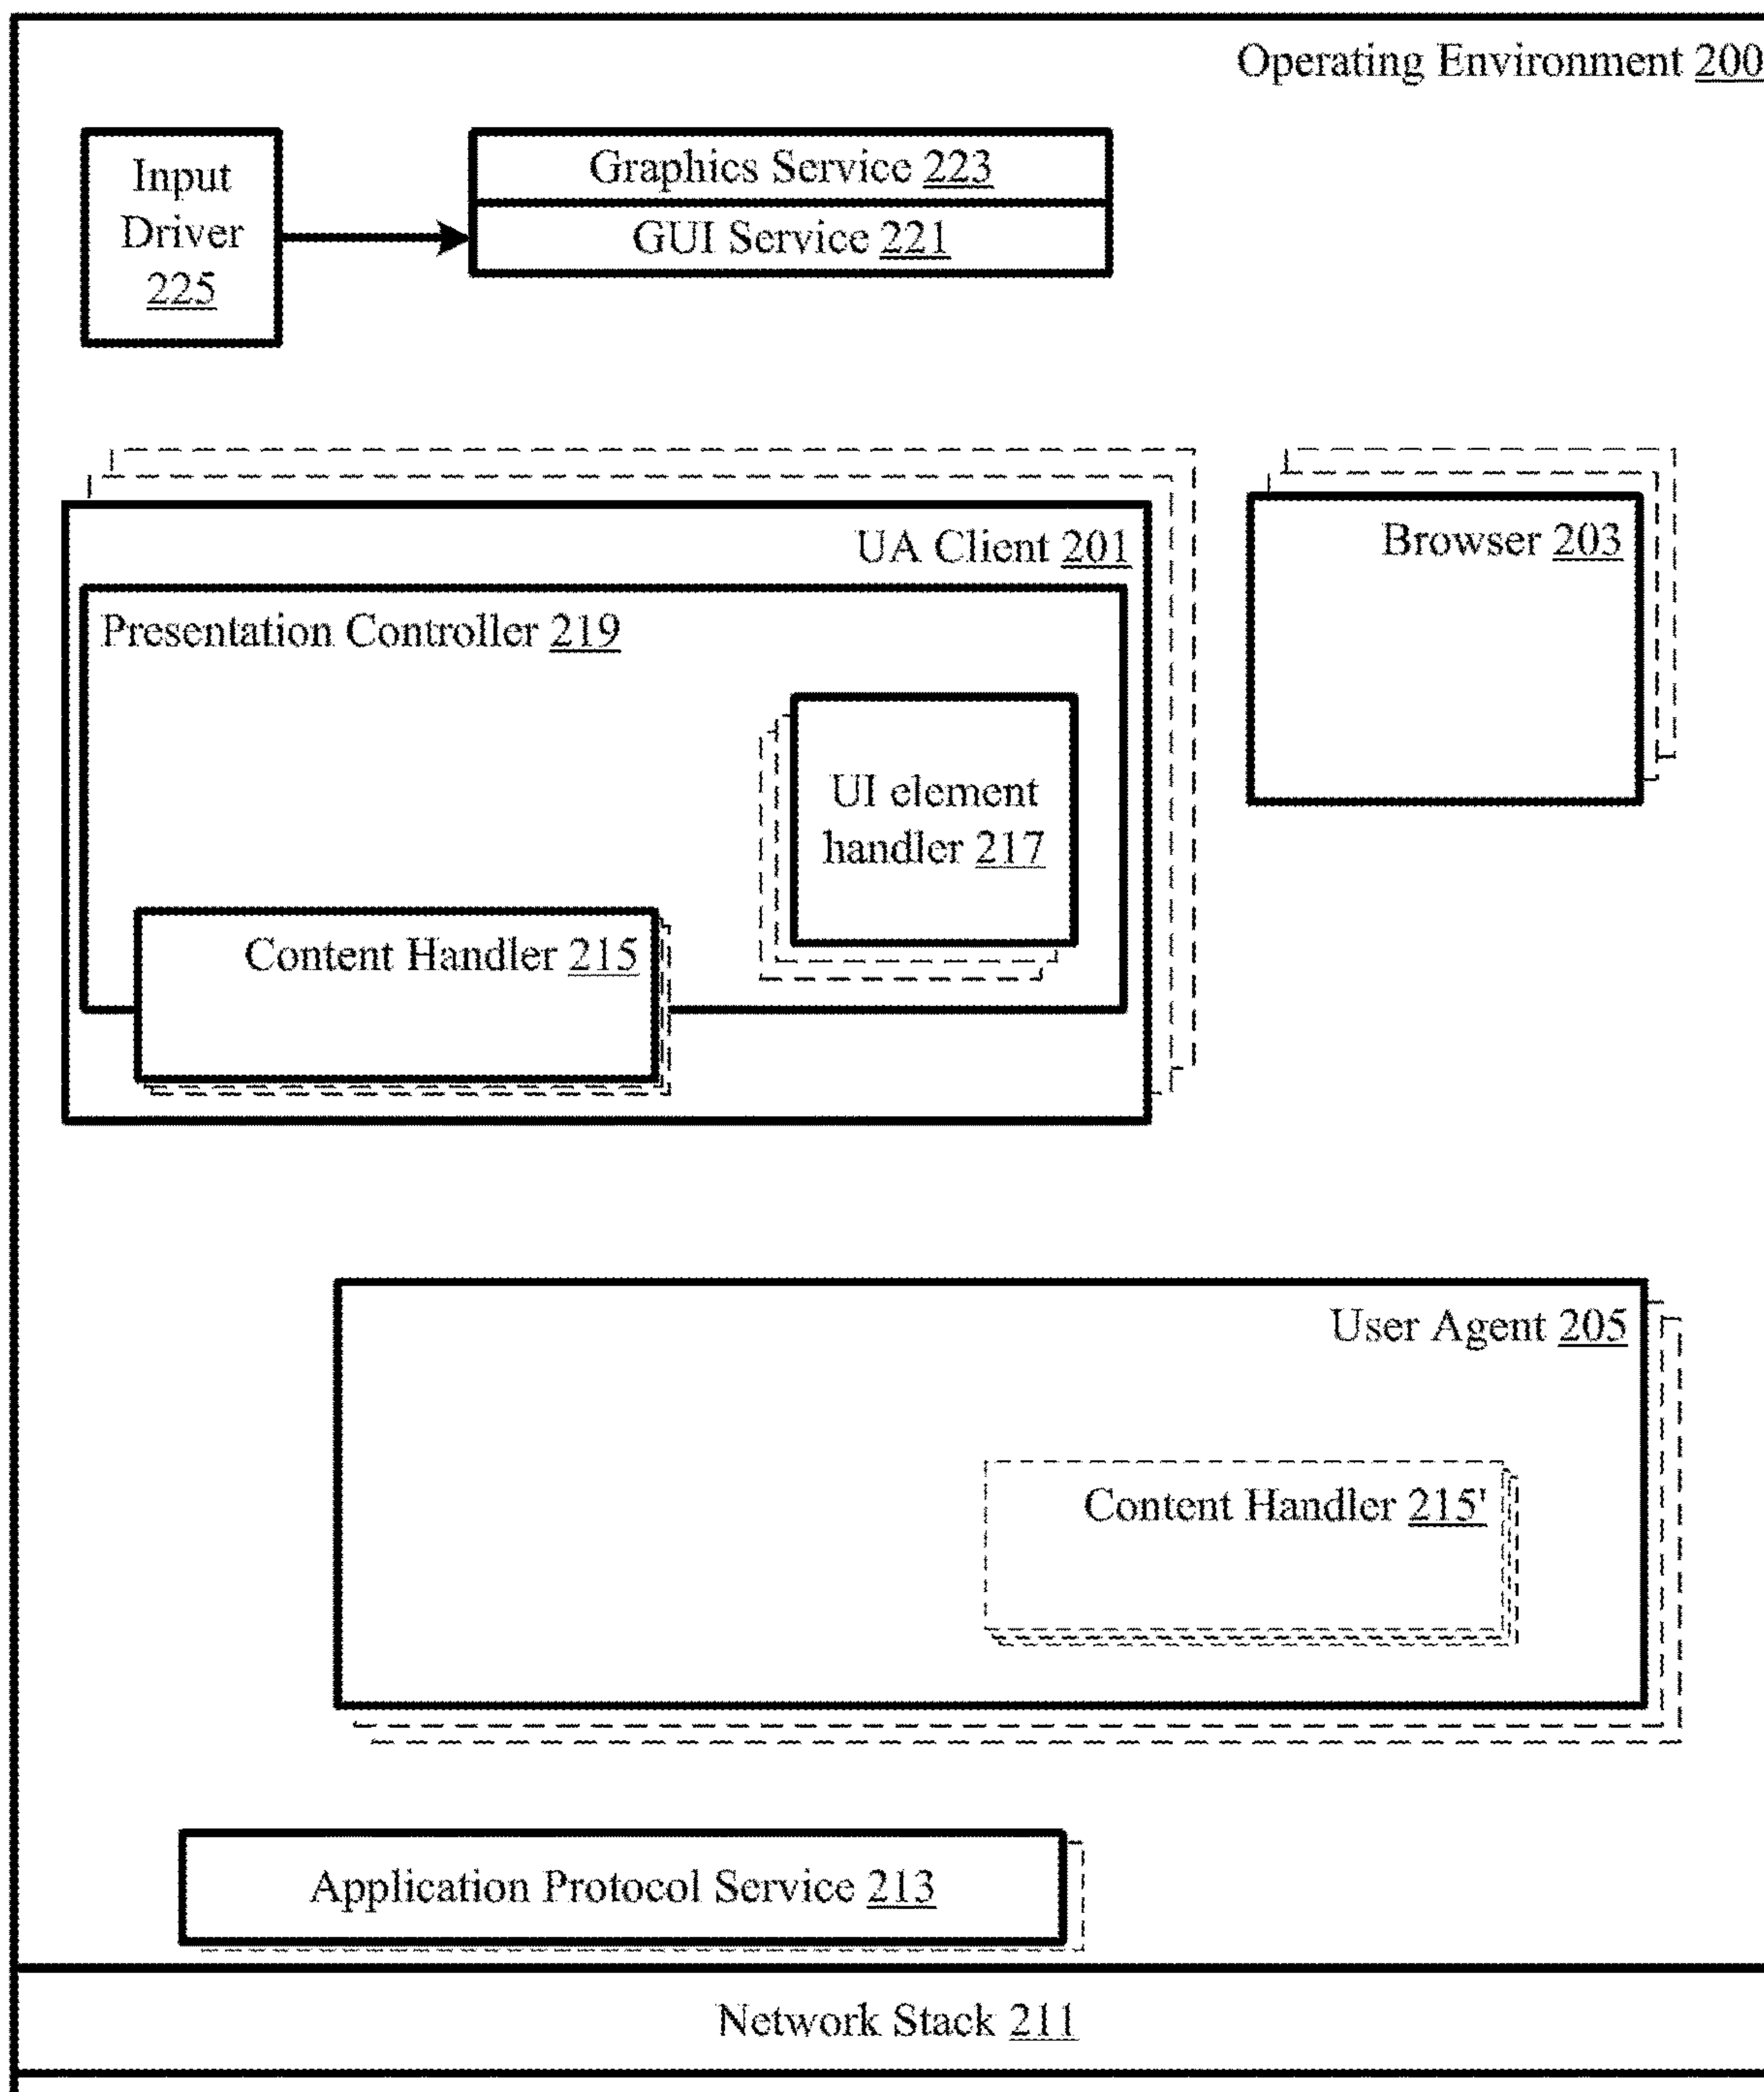 Operating Environment 200
Input
Driver
225
Graphics Service 223
GUI Service 221
UA Client 201
Browser 203
Presentation Controller 219
UI element
handler 217
Content Handler 215
User Agent 205
Content Handler 215'
Application Protocol Service 213
Network Stack 211